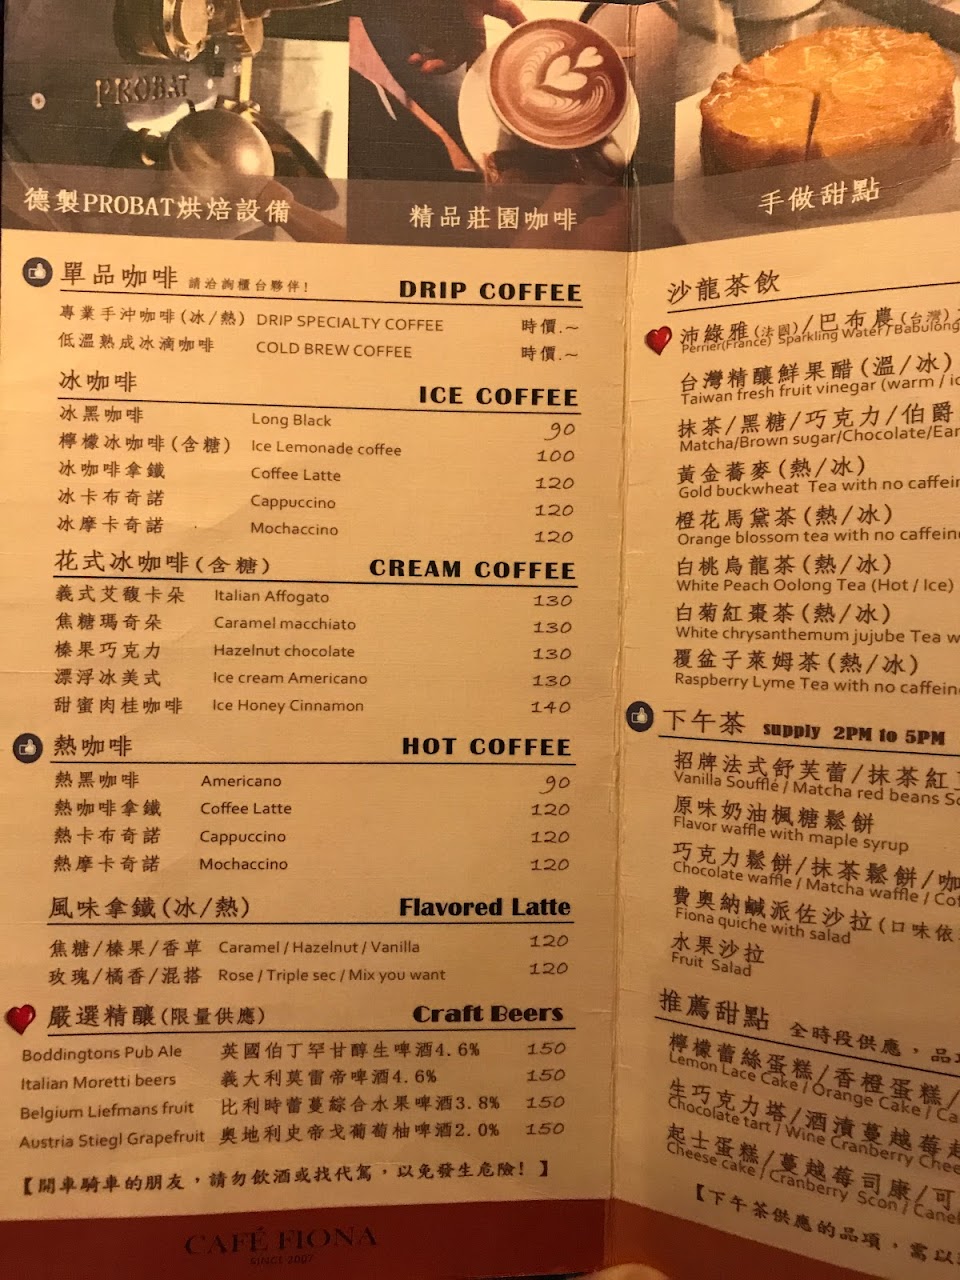 PROBAT
德製PROBAT烘焙設備
精品莊園咖啡
手做甜點
單品咖啡 請洽詢櫃台夥伴! DRIP COFFEE
專業手沖咖啡(冰/熱) DRIP SPECIALTY COFFEE 時價.~
低溫熟成冰滴咖啡 COLD BREW COFFEE 時價.~
冰咖啡 ICE COFFEE
冰黑咖啡 Long Black 90
檸檬冰咖啡(含糖) Ice Lemonade coffee 100
冰咖啡拿鐵 Coffee Latte 120
冰卡布奇諾 Cappuccino 120
冰摩卡奇諾 Mochaccino 120
花式冰咖啡(含糖) CREAM COFFEE
義式艾馥卡朵 Italian Affogato 130
焦糖瑪奇朵 Caramel macchiato 130
榛果巧克力 Hazelnut chocolate 130
漂浮冰美式 Ice cream Americano 130
甜蜜肉桂咖啡 Ice Honey Cinnamon 140
熱咖啡 HOT COFFEE
熱黑咖啡 Americano 90
熱咖啡拿鐵 Coffee Latte 120
熱卡布奇諾 Cappuccino 120
熱摩卡奇諾 Mochaccino 120
風味拿鐵(冰/熱) Flavored Latte
焦糖/榛果/香草 Caramel / Hazelnut / Vanilla 120
玫瑰/橘香/混搭 Rose / Triple sec / Mix you want 120
嚴選精釀(限量供應) Craft Beers
Boddingtons Pub Ale 英國伯丁罕甘醇生啤酒4.6% 150
Italian Moretti beers 義大利莫雷帝啤酒4.6% 150
Belgium Liefmans fruit 比利時蕾蔓綜合水果啤酒3.8% 150
Austria Stiegl Grapefruit 奧地利史帝戈葡萄柚啤酒2.0% 150
【開車騎車的朋友，請勿飲酒或找代駕，以免發生危險! 】
CAFÉ FIONA
SINCE 2007
沙龍茶飲
沛綠雅(法國)/巴布農(台灣)
Perrier(France) Sparkling Water / Babulong
台灣精釀鮮果醋(溫/冰)
Taiwan fresh fruit vinegar (warm /
抹茶/黑糖/巧克力/伯爵
Matcha/Brown sugar/Chocolate/
黃金蕎麥(熱/冰)
Gold buckwheat Tea with no
橙花馬黛茶(熱/冰)
Orange blossom tea with no
白桃烏龍茶(熱/冰)
White Peach Oolong Tea (Hot / Ice)
白菊紅棗茶(熱/冰)
White chrysanthemum jujube Tea
覆盆子萊姆茶(熱/冰)
Raspberry Lyme Tea with no
下午茶 supply 2PM to 5PM
招牌法式舒芙蕾/抹茶紅
Vanilla Soufflé / Matcha red beans
原味奶油楓糖鬆餅
Flavor waffle with maple syrup
巧克力鬆餅/抹茶鬆餅/咖
Chocolate waffle / Matcha waffle /
費奧納鹹派佐沙拉(口味依
Fiona quiche with salad
水果沙拉
Fruit Salad
推薦甜點 全時段供應，品
檸檬蕾絲蛋糕/香橙蛋糕/
Lemon Lace Cake / Orange Cake /
生巧克力塔/酒漬蔓越莓
Chocolate tart / Wine Cranberry
起士蛋糕/蔓越莓司康/可
Cheese cake / Cranberry Scon /
【下午茶供應的品項，需以